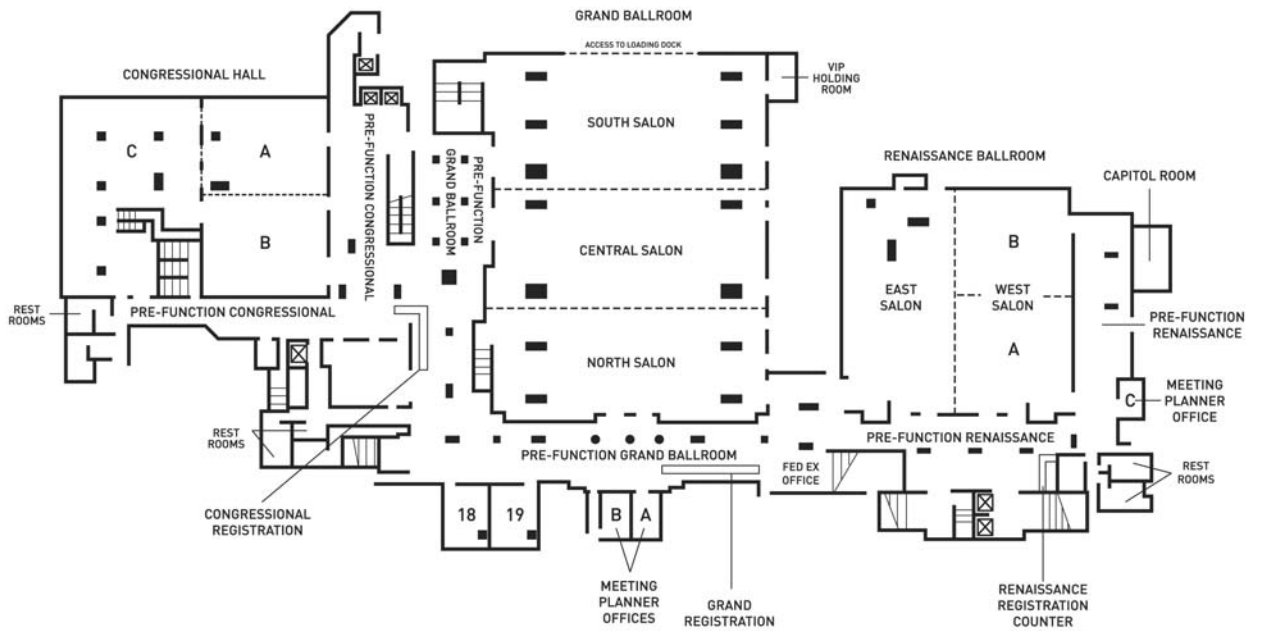 GRAND BALLROOM
ACCESS TO LOADING DOCK
CONGRESSIONAL HALL
VIP
HOLDING
ROOM
PRE-FUNCTION CONGRESSIONAL
SOUTH SALON
C
A
PRE-FUNCTION
GRAND BALLROOM
RENAISSANCE BALLROOM
CAPITOL ROOM
B
CENTRAL SALON
B
EAST
SALON
WEST
SALON
REST
ROOMS
PRE-FUNCTION CONGRESSIONAL
PRE-FUNCTION
RENAISSANCE
A
NORTH SALON
C
MEETING
PLANNER
OFFICE
REST
ROOMS
PRE-FUNCTION RENAISSANCE
PRE-FUNCTION GRAND BALLROOM
FED EX
OFFICE
REST
ROOMS
CONGRESSIONAL
REGISTRATION
18
19
B
A
MEETING
PLANNER
OFFICES
GRAND
REGISTRATION
RENAISSANCE
REGISTRATION
COUNTER